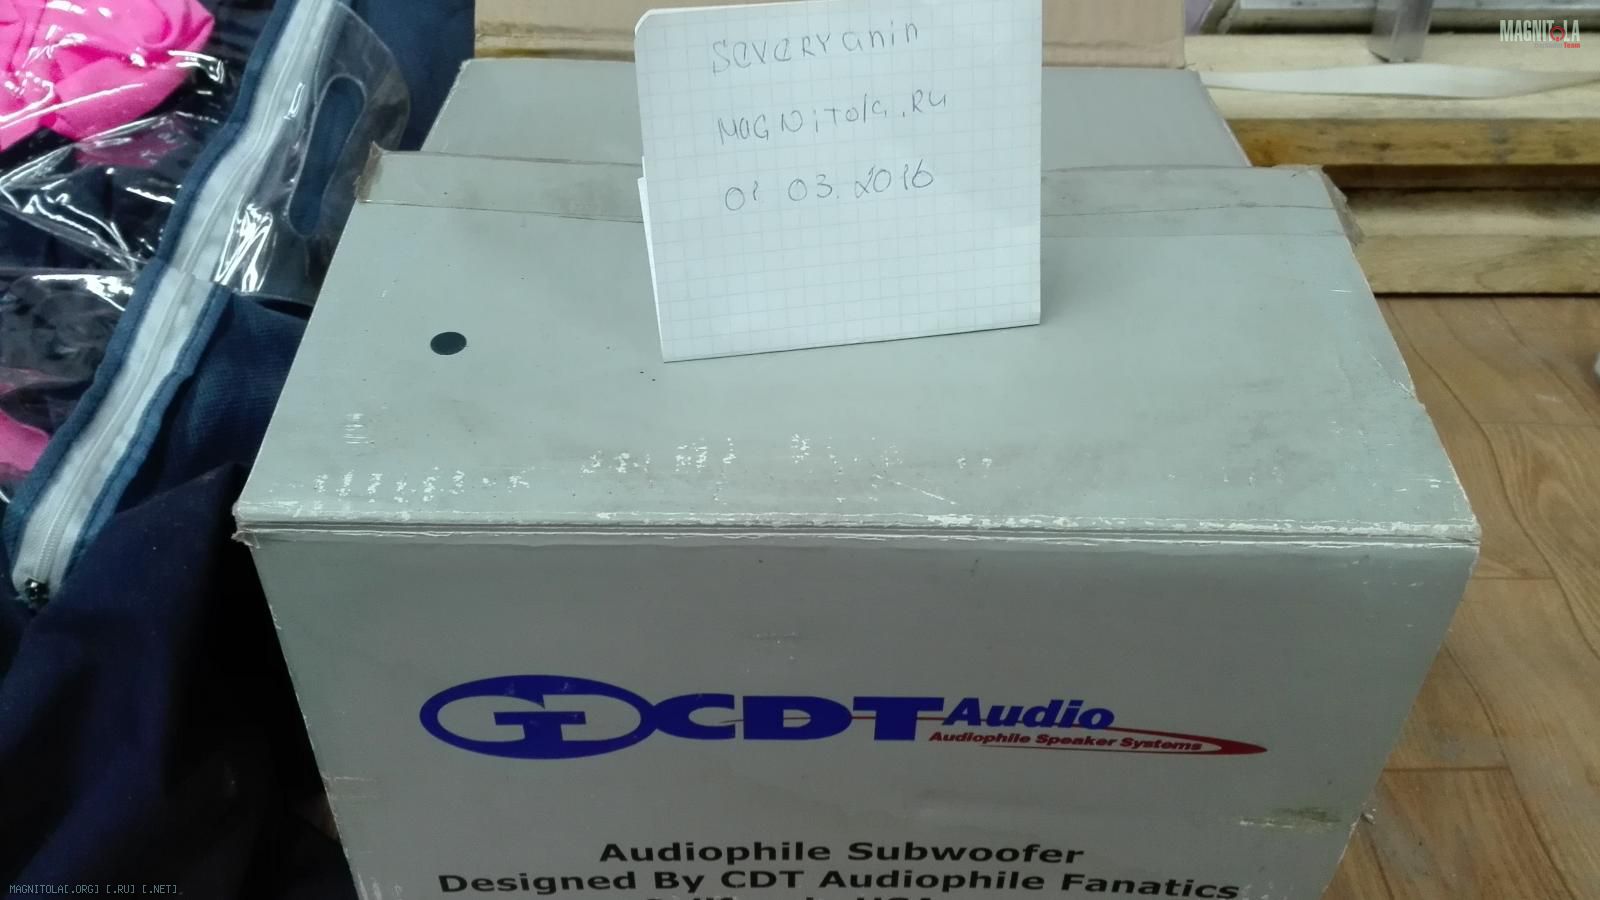 MAGNITOLA
severyanin
MAGNitola.Ru
01 03.2016
CDT Audio
Audiophile Speaker Systems
Audiophile Subwoofer
Designed By CDT Audiophile Fanatics
MAGNITOLA[.ORG] [.RU] [.NET]